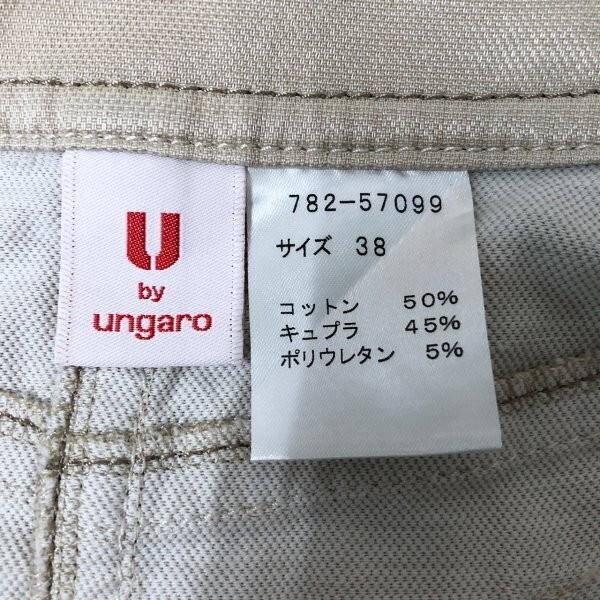 U
by
ungaro
782-57099
サイズ 38
コットン 50%
キュプラ 45%
ポリウレタン 5%